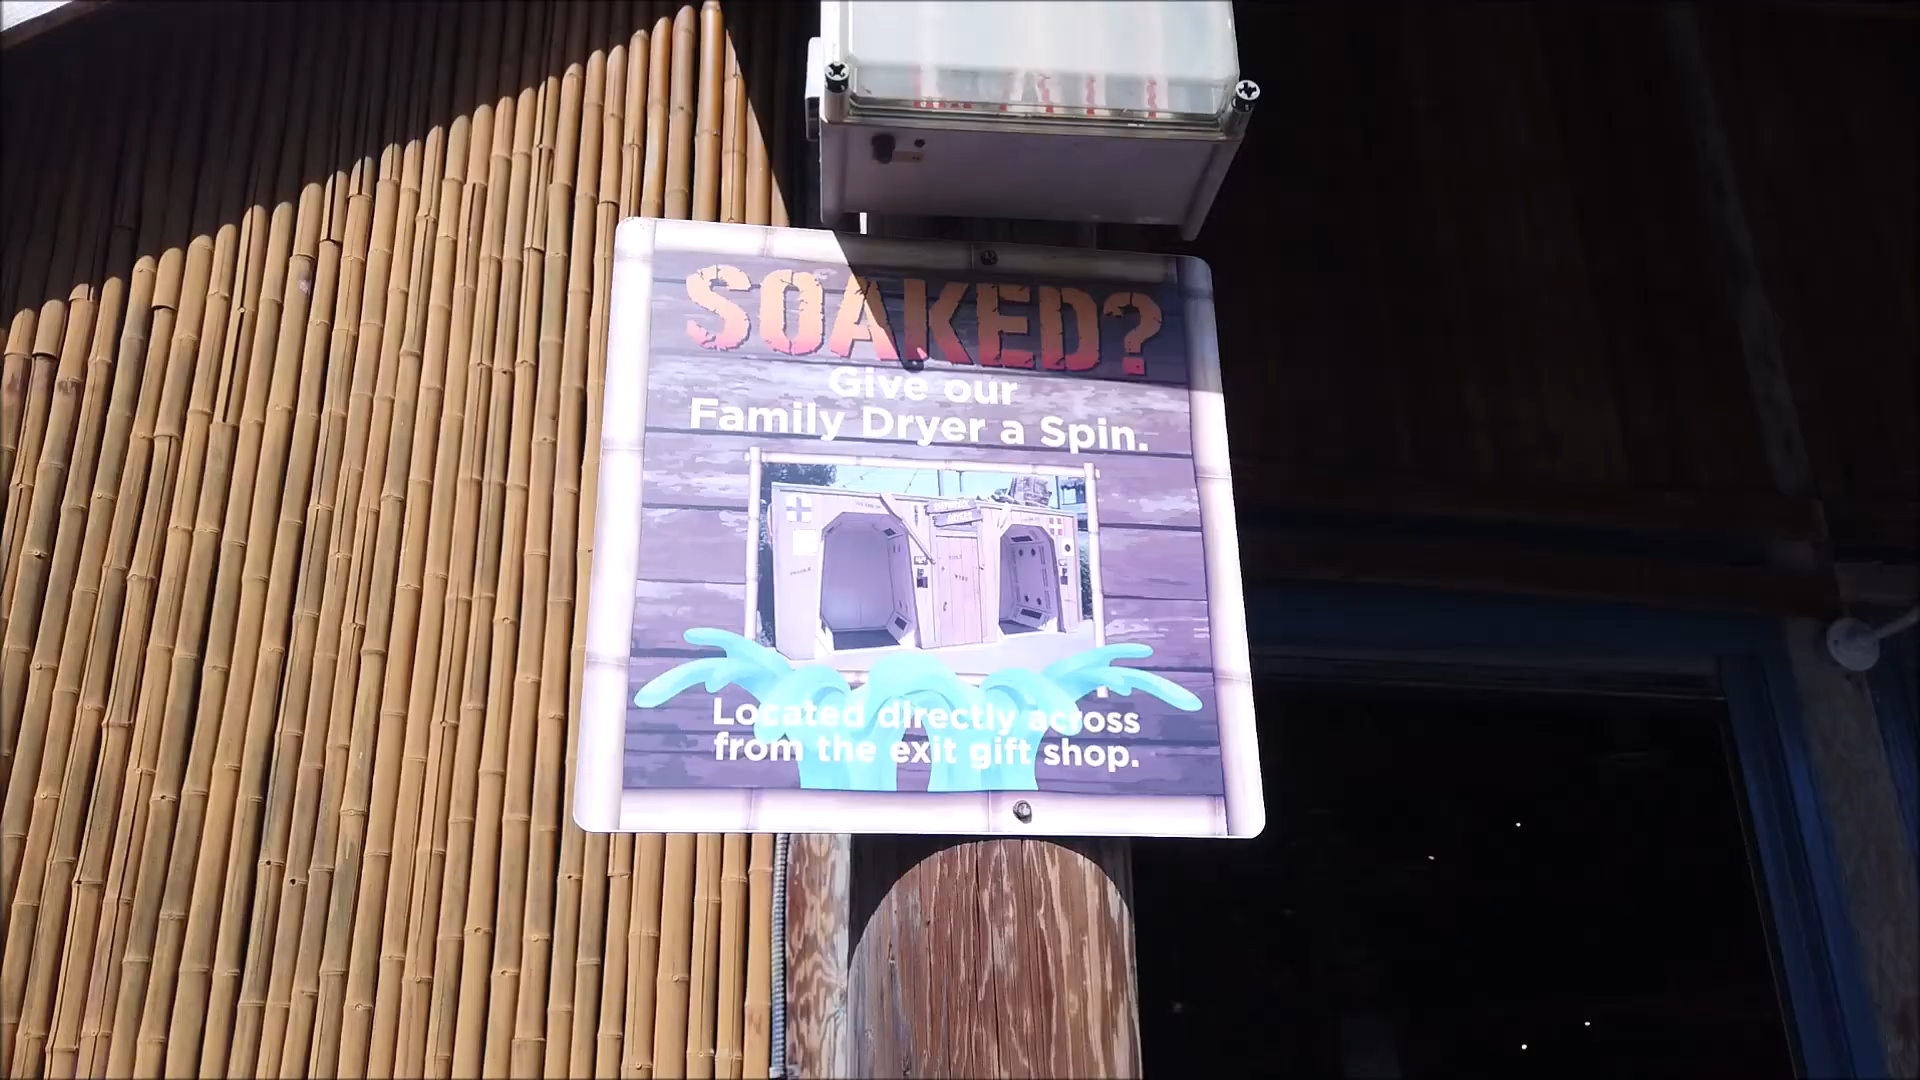 SOAKED?
Give our
Family Dryer a Spin.
Located directly across
from the exit gift shop.